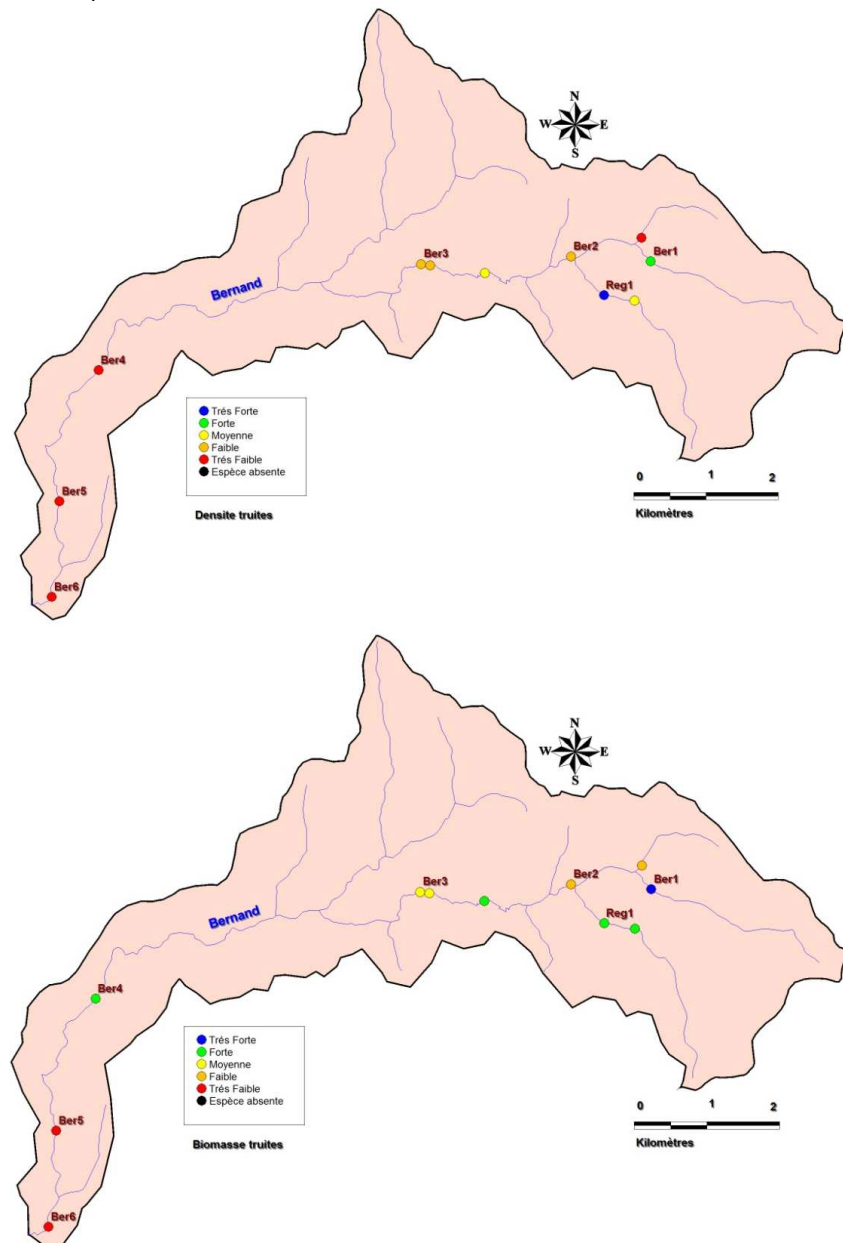 N
W E
S
Ber3
Ber2
Ber1
Bernand
Reg1
Ber4
Trés Forte
Forte
Moyenne
Faible
Trés Faible
Espèce absente
0 1 2
Ber5
Densite truites
Kilomètres
Ber6
N
W E
S
Ber3
Ber2
Ber1
Bernand
Reg1
Ber4
Trés Forte
Forte
Moyenne
Faible
Trés Faible
Espèce absente
0 1 2
Ber5
Biomasse truites
Kilomètres
Ber6